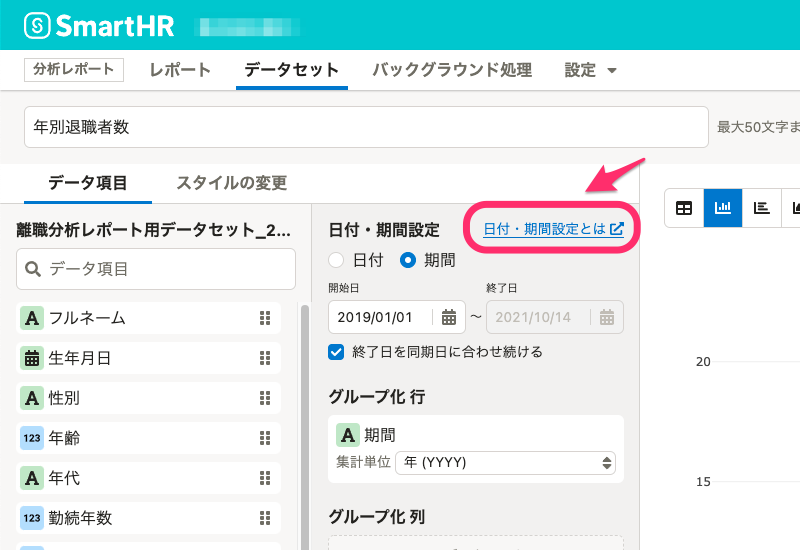 SmartHR
分析レポート レポート データセット バックグラウンド処理 設定
年別退職者数
最大50文字ま
データ項目 スタイルの変更
離職分析レポート用データセット_2...
データ項目
A フルネーム
生年月日
A 性別
123 年齢
A 年代
123 勤続年数
日付・期間設定 日付・期間設定とは
日付 期間
開始日 終了日
2019/01/01 ~ 2021/10/14
終了日を同期日に合わせ続ける
グループ化 行
A 期間
集計単位 年 (YYYY)
グループ化 列
20
15